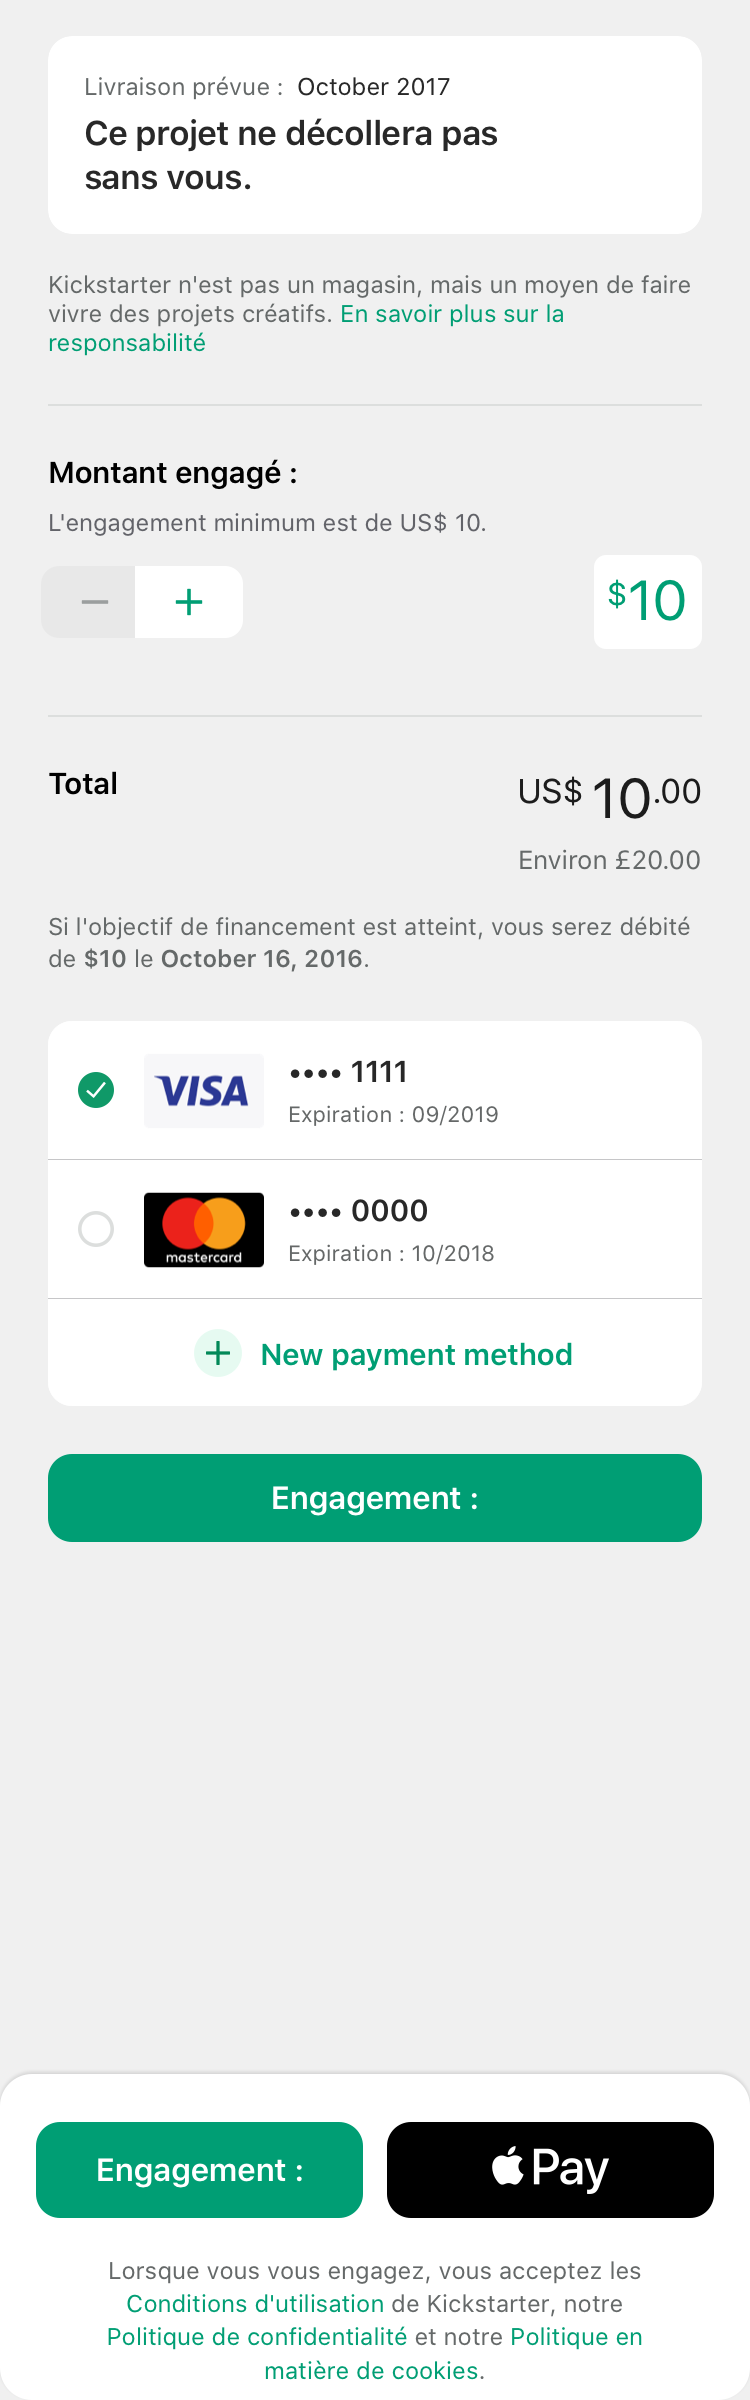 Livraison prévue : October 2017
Ce projet ne décollera pas
sans vous.
Kickstarter n'est pas un magasin, mais un moyen de faire
vivre des projets créatifs. En savoir plus sur la
responsabilité
Montant engagé :
L'engagement minimum est de US$ 10.
− + $10
Total US$ 10.00
Environ £20.00
Si l'objectif de financement est atteint, vous serez débité
de $10 le October 16, 2016.
VISA •••• 1111
Expiration : 09/2019
•••• 0000
mastercard Expiration : 10/2018
+ New payment method
Engagement :
Engagement : Pay
Lorsque vous vous engagez, vous acceptez les
Conditions d'utilisation de Kickstarter, notre
Politique de confidentialité et notre Politique en
matière de cookies.